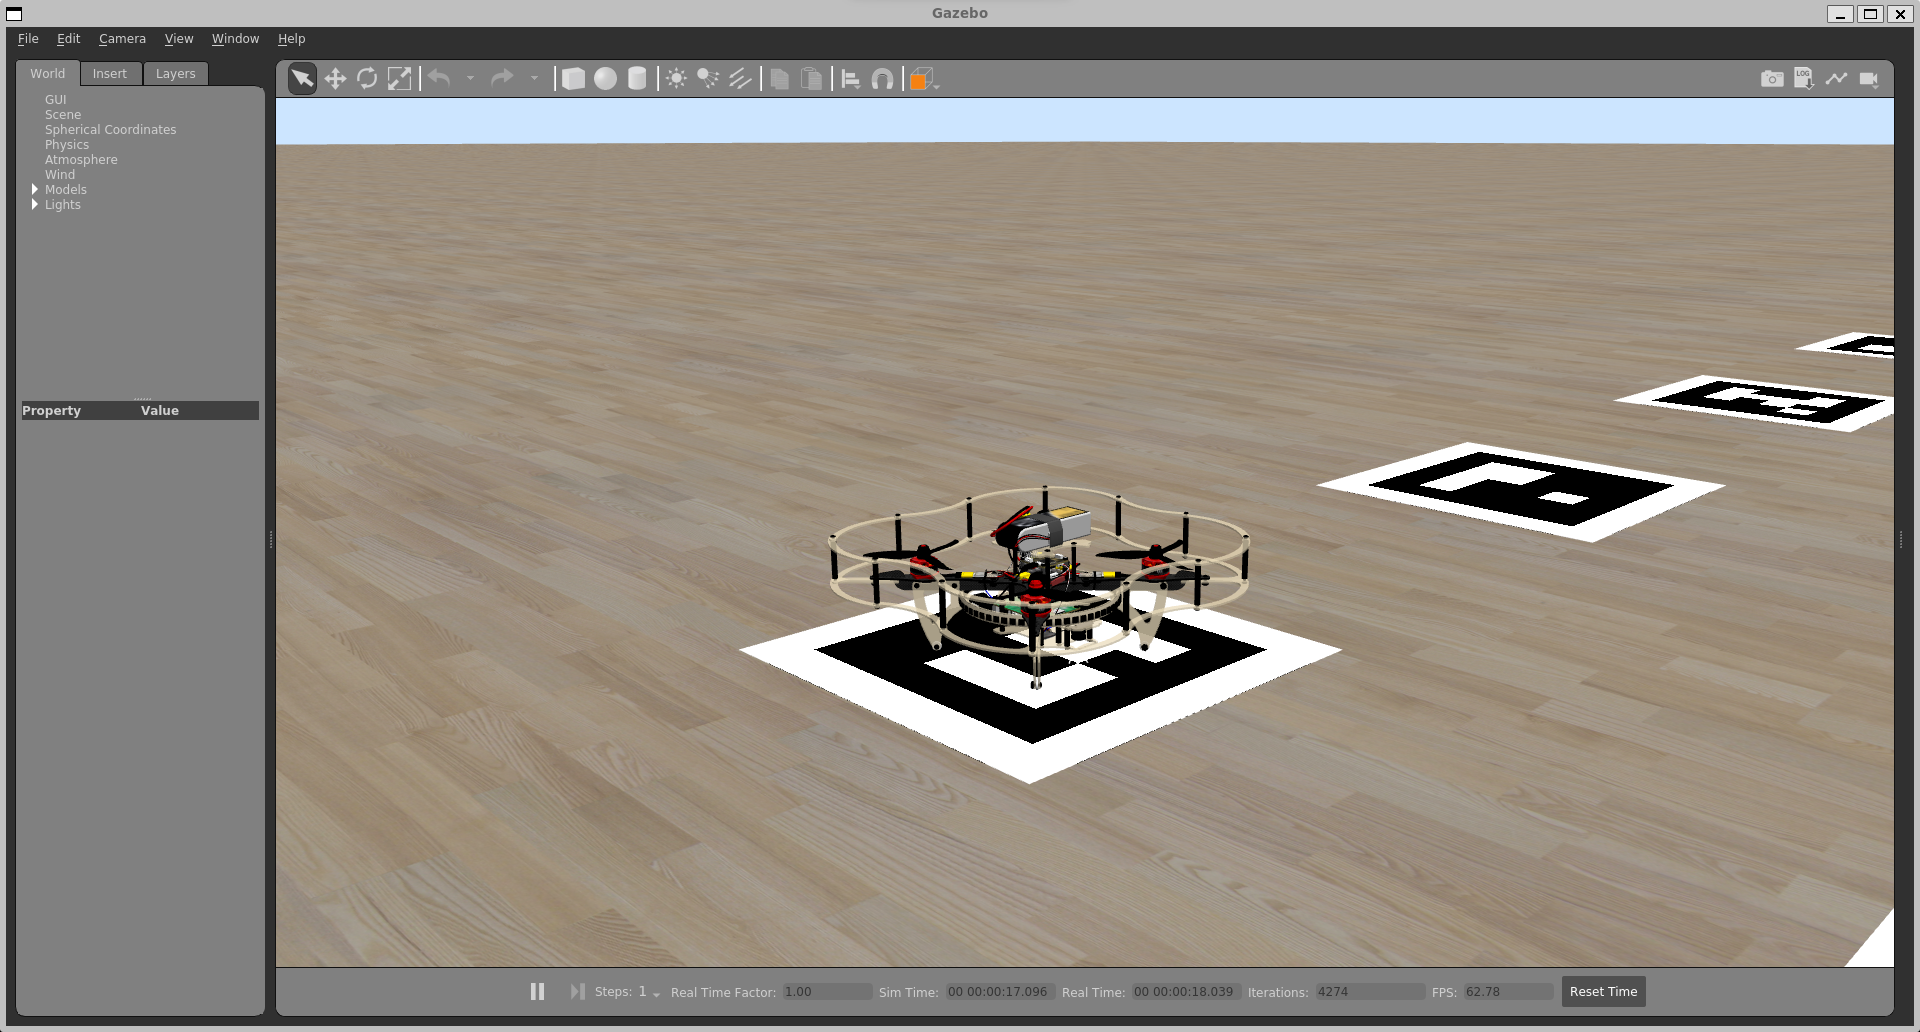 Gazebo
File Edit Camera View Window Help
World Insert Layers
LOG
GUI
Scene
Spherical Coordinates
Physics
Atmosphere
Wind
Models
Lights
Property Value
Steps: 1 Real Time Factor: 1.00 Sim Time: 00 00:00:17.096 Real Time: 00 00:00:18.039 Iterations: 4274 FPS: 62.78 Reset Time